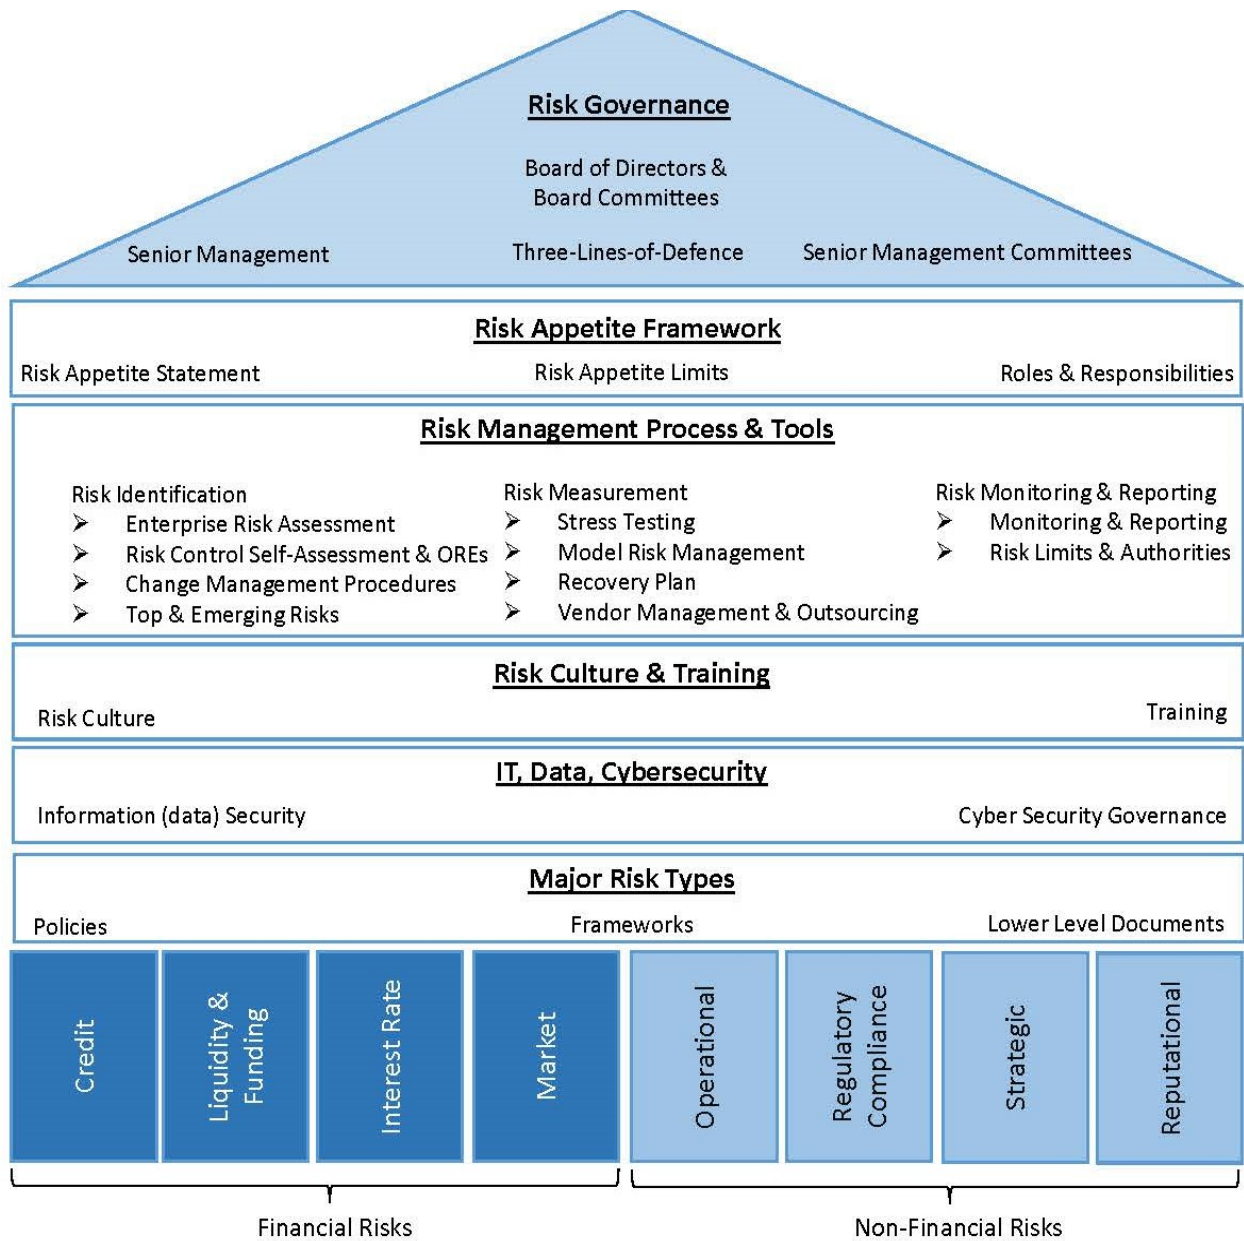 Risk Governance
Board of Directors &
Board Committees
Senior Management
Three-Lines-of-Defence
Senior Management Committees
Risk Appetite Framework
Risk Appetite Statement
Risk Appetite Limits
Roles & Responsibilities
Risk Management Process & Tools
Risk Identification
➢ Enterprise Risk Assessment
➢ Risk Control Self-Assessment & OREs
➢ Change Management Procedures
➢ Top & Emerging Risks
Risk Measurement
➢ Stress Testing
➢ Model Risk Management
➢ Recovery Plan
➢ Vendor Management & Outsourcing
Risk Monitoring & Reporting
➢ Monitoring & Reporting
➢ Risk Limits & Authorities
Risk Culture & Training
Risk Culture
Training
IT, Data, Cybersecurity
Information (data) Security
Cyber Security Governance
Major Risk Types
Policies
Frameworks
Lower Level Documents
Credit
Liquidity &
Funding
Interest Rate
Market
Operational
Regulatory
Compliance
Strategic
Reputational
Financial Risks
Non-Financial Risks